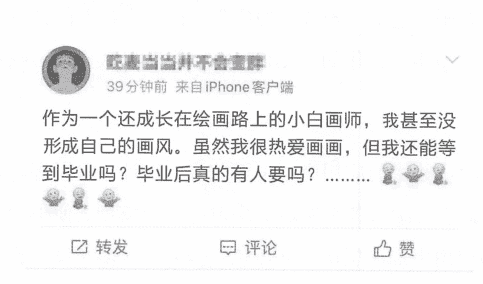 39分钟前 来自iPhone客户端
作为一个还成长在绘画路上的小白画师，我甚至没
形成自己的画风。虽然我很热爱画画，但我还能等
到毕业吗？毕业后真的有人要吗？………
转发 评论 赞